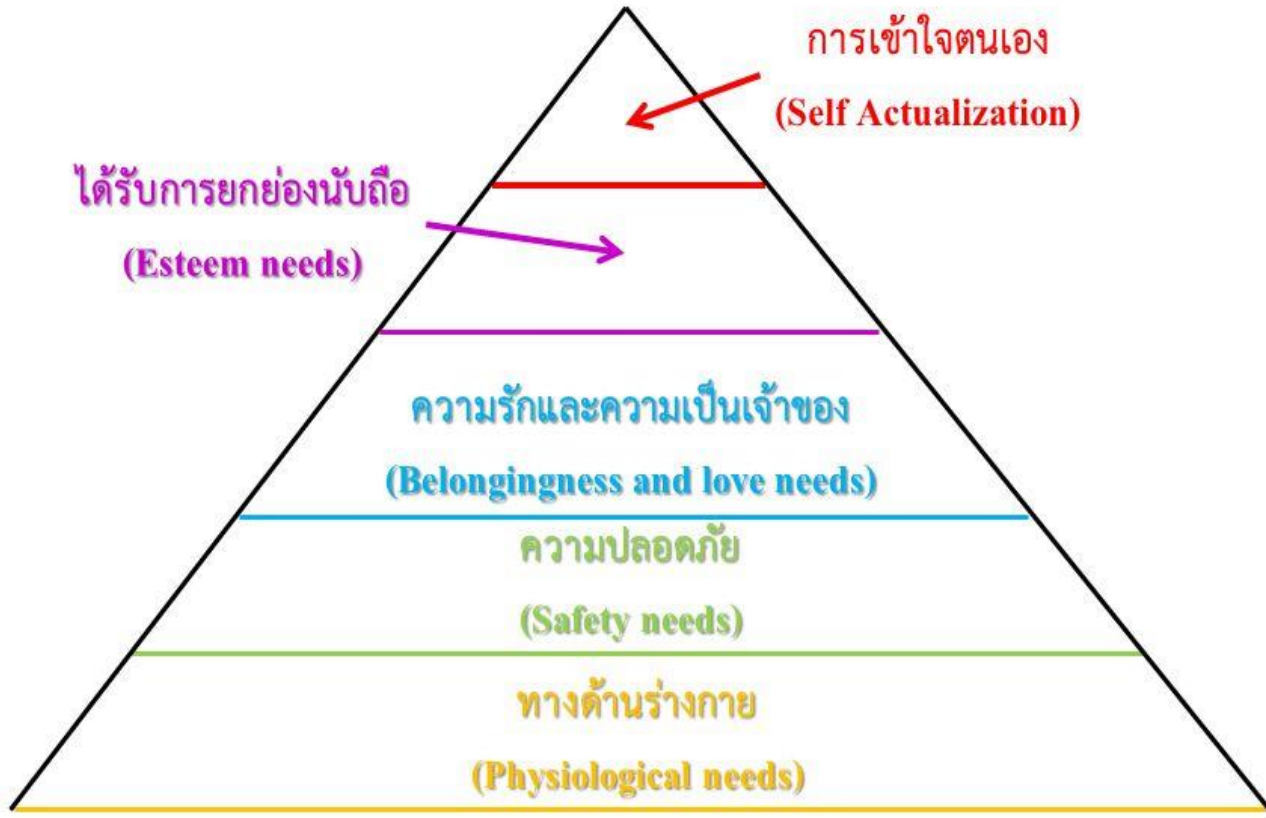 การเข้าใจตนเอง
(Self Actualization)
ได้รับการยกย่องนับถือ
(Esteem needs)
ความรักและความเป็นเจ้าของ
(Belongingness and love needs)
ความปลอดภัย
(Safety needs)
ทางด้านร่างกาย
(Physiological needs)